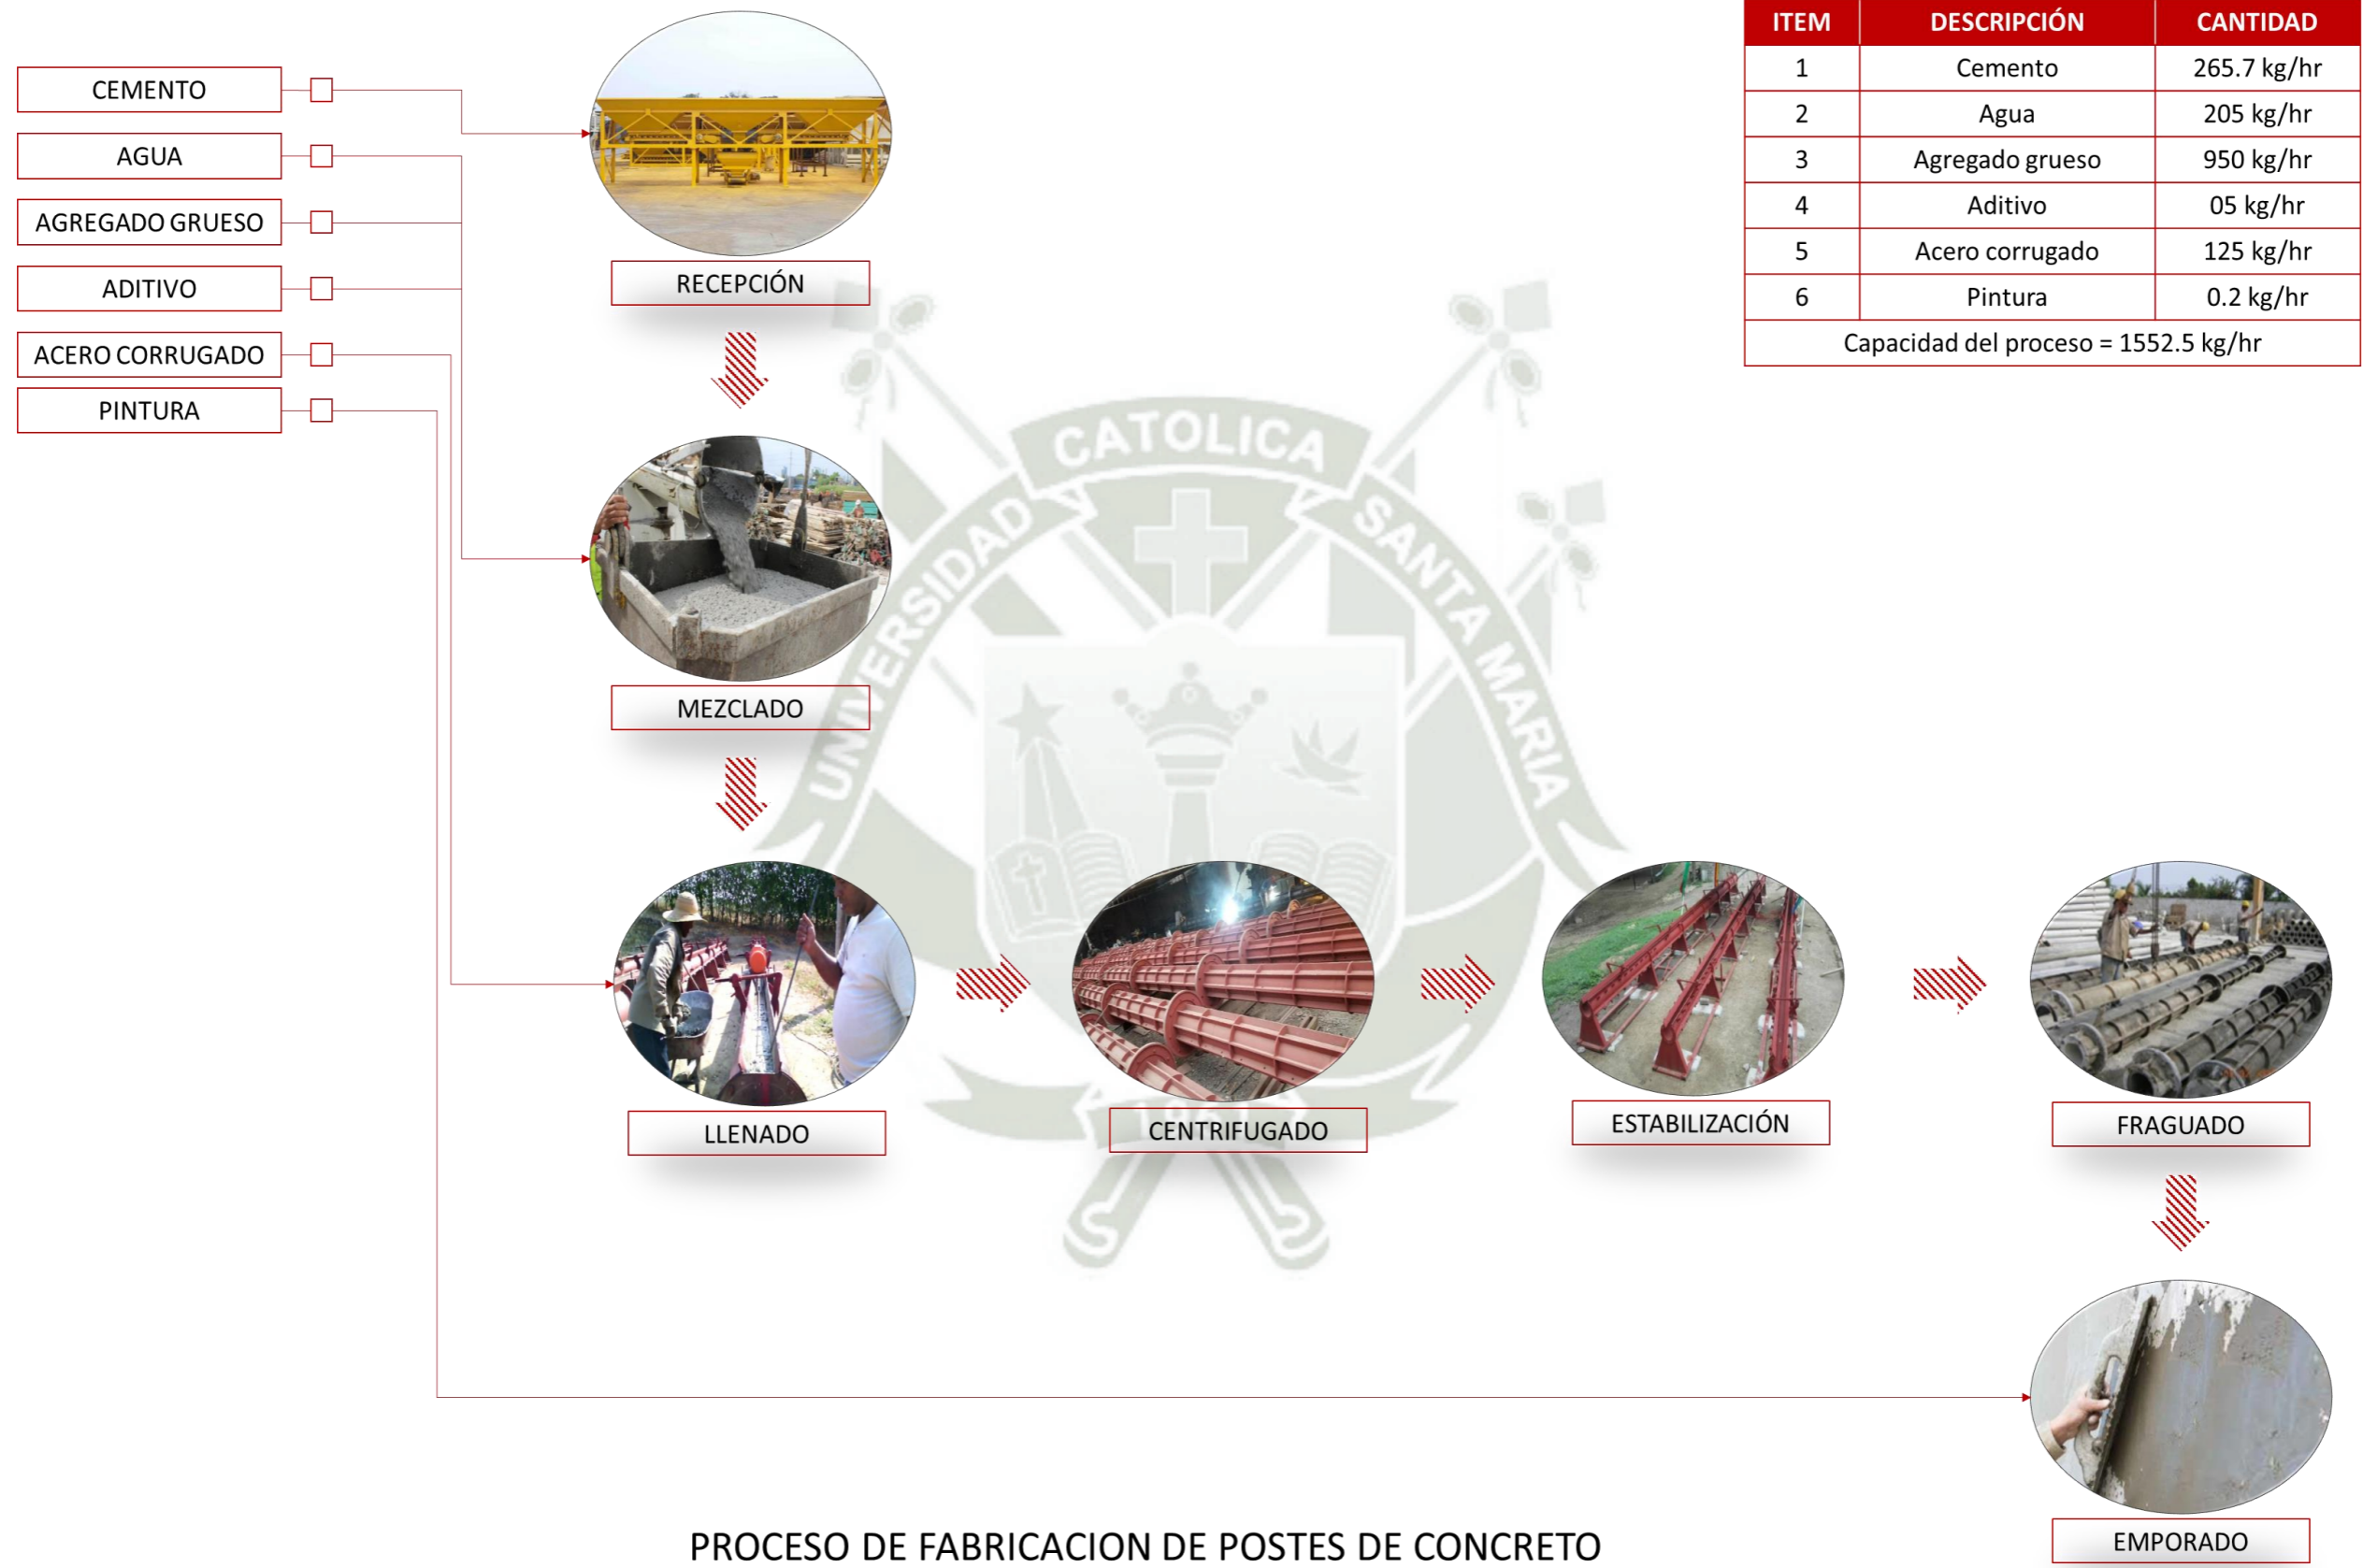 ITEM DESCRIPCIÓN CANTIDAD
1 Cemento 265.7 kg/hr
2 Agua 205 kg/hr
3 Agregado grueso 950 kg/hr
4 Aditivo 05 kg/hr
5 Acero corrugado 125 kg/hr
6 Pintura 0.2 kg/hr
Capacidad del proceso = 1552.5 kg/hr
CEMENTO
AGUA
AGREGADO GRUESO
ADITIVO
ACERO CORRUGADO
PINTURA
RECEPCIÓN
MEZCLADO
UNIVERSIDAD CATOLICA SANTA MARIA
1961
LLENADO
CENTRIFUGADO
ESTABILIZACIÓN
FRAGUADO
EMPORADO
PROCESO DE FABRICACION DE POSTES DE CONCRETO